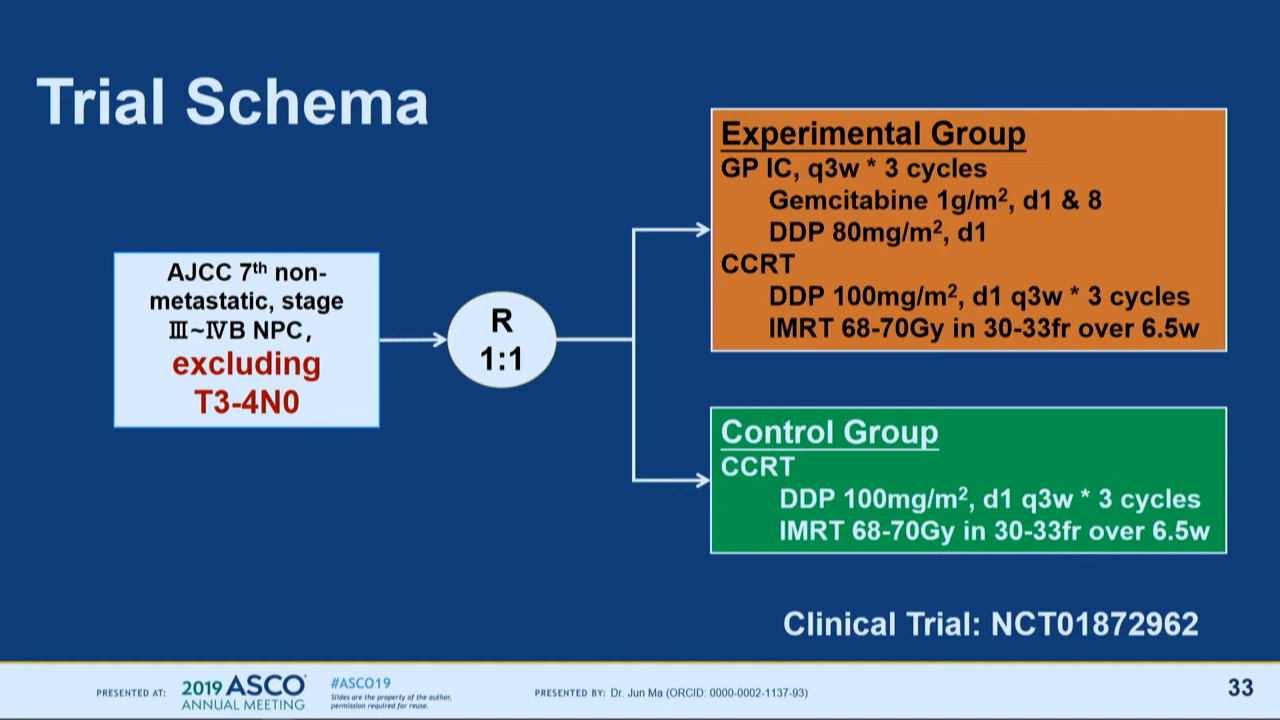 Trial Schema
AJCC 7th non-
metastatic, stage
Ⅲ~ⅣB NPC,
excluding
T3-4N0
R
1:1
Experimental Group
GP IC, q3w * 3 cycles
Gemcitabine 1g/m², d1 & 8
DDP 80mg/m², d1
CCRT
DDP 100mg/m², d1 q3w * 3 cycles
IMRT 68-70Gy in 30-33fr over 6.5w
Control Group
CCRT
DDP 100mg/m², d1 q3w * 3 cycles
IMRT 68-70Gy in 30-33fr over 6.5w
Clinical Trial: NCT01872962
PRESENTED AT:
2019 ASCO
ANNUAL MEETING
#ASCO19
Slides are the property of the author,
permission required for reuse.
PRESENTED BY: Dr. Jun Ma (ORCID: 0000-0002-1137-93)
33